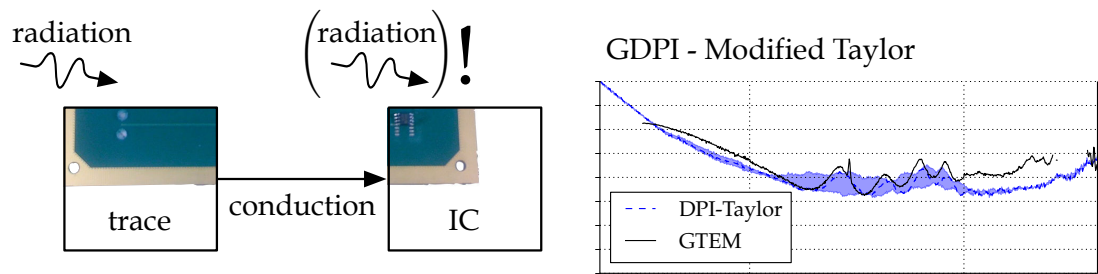 radiation
(radiation)!
trace
conduction
IC
GDPI - Modified Taylor
DPI-Taylor
GTEM